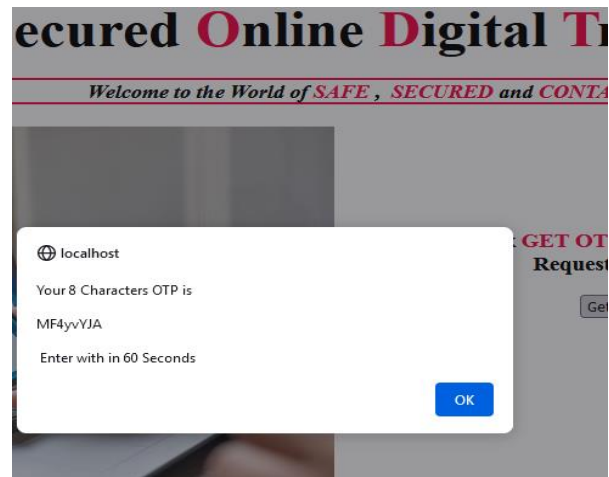 ecured Online Digital T
Welcome to the World of SAFE , SECURED and CONTA
GET OT
Request
localhost
Your 8 Characters OTP is
MF4yvYJA
Enter with in 60 Seconds
Get
OK